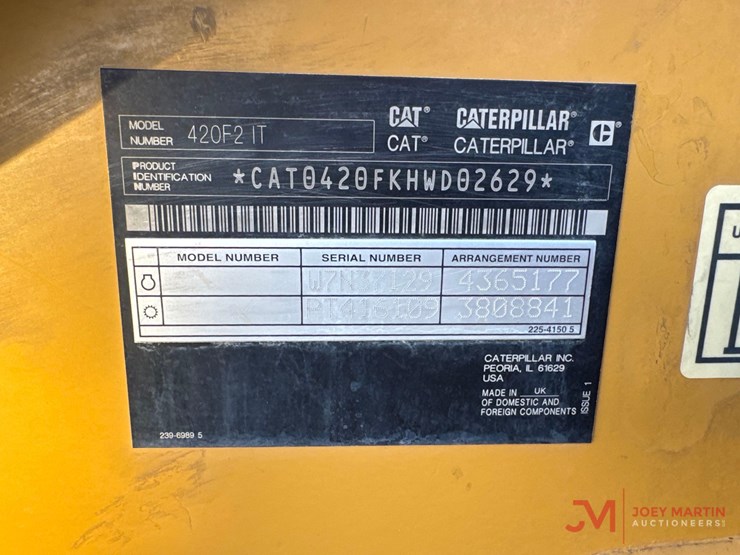 MODEL NUMBER 420F2 IT
CAT® CATERPILLAR®
CAT® CATERPILLAR®
PRODUCT IDENTIFICATION NUMBER *CAT0420FKHWD02629*
MODEL NUMBER SERIAL NUMBER ARRANGEMENT NUMBER
4365177
3808841
225-4150 5
CATERPILLAR INC.
PEORIA, IL 61629
USA
MADE IN UK
OF DOMESTIC AND
FOREIGN COMPONENTS
ISSUE 1
239-6989 5
JM JOEY MARTIN
AUCTIONEERS